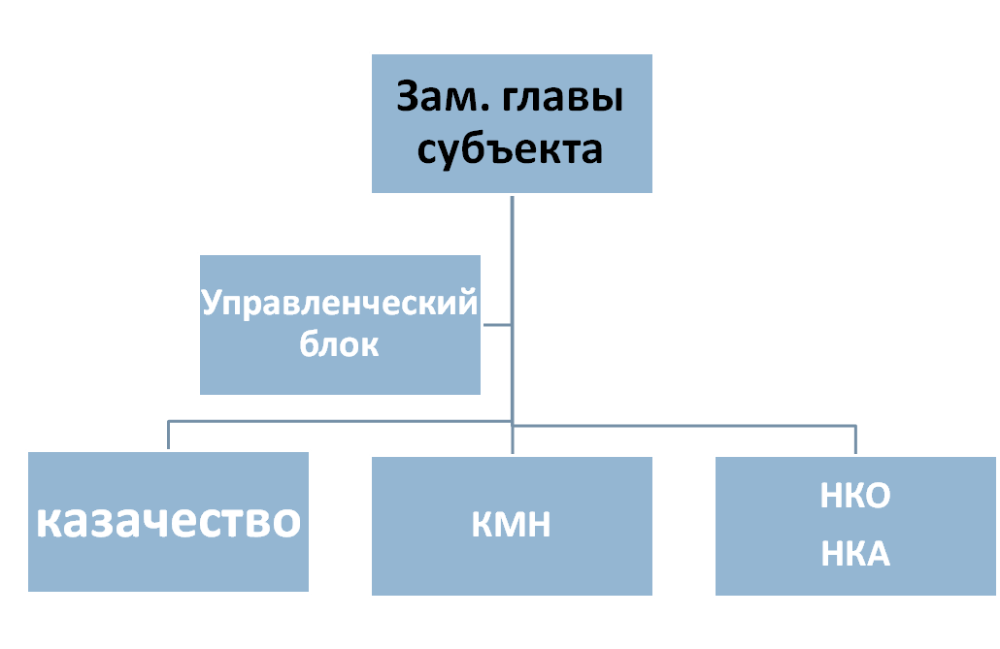 Зам. главы
субъекта
Управленческий
блок
казачество
КМН
НКО
НКА